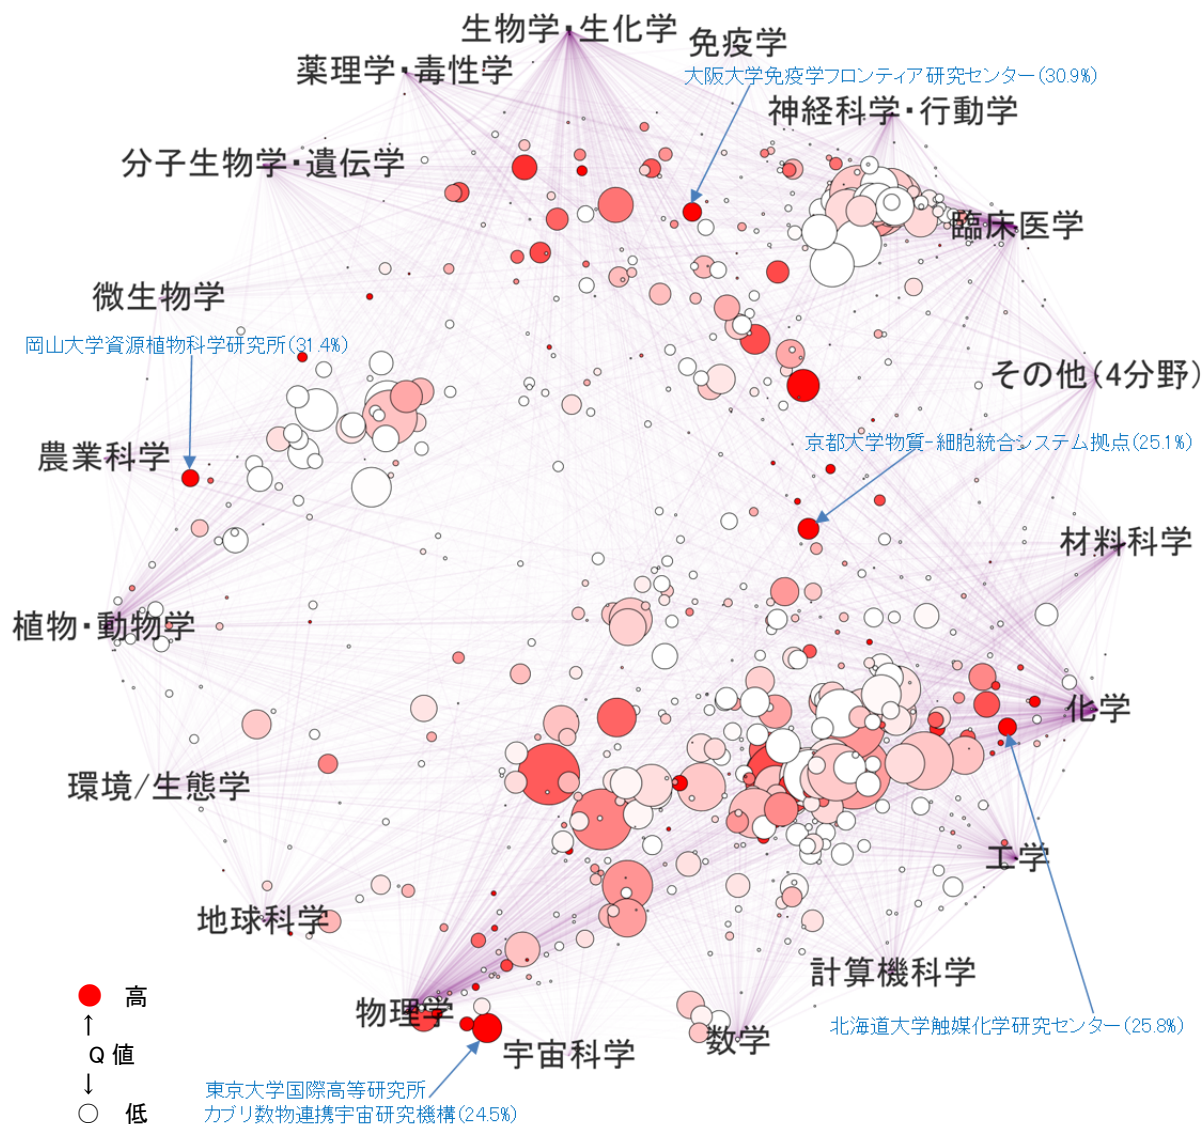 生物学・生化学
免疫学
薬理学・毒性学
大阪大学免疫学フロンティア研究センター(30.9%)
神経科学・行動学
分子生物学・遺伝学
臨床医学
微生物学
岡山大学資源植物科学研究所(31.4%)
その他(4分野)
農業科学
京都大学物質-細胞統合システム拠点(25.1%)
材料科学
植物・動物学
化学
環境/生態学
工学
地球科学
計算機科学
高
物理学
北海道大学触媒化学研究センター(25.8%)
↑
Q値
↓
宇宙科学
数学
低
東京大学国際高等研究所
カブリ数物連携宇宙研究機構(24.5%)